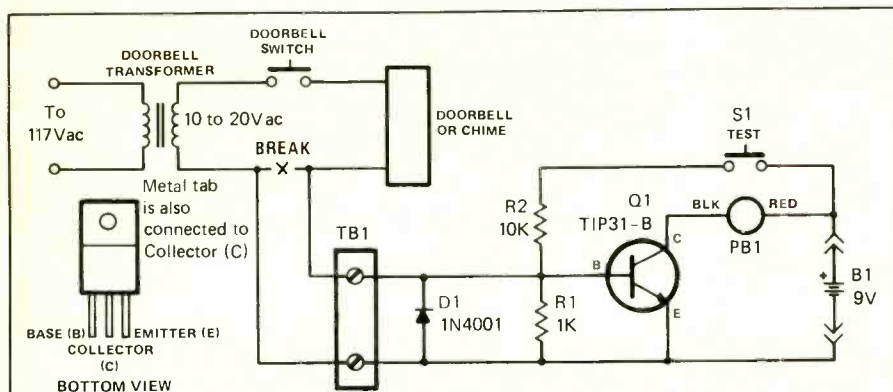 DOORBELL
TRANSFORMER
DOORBELL
SWITCH
To
117Vac
10 to 20Vac
BREAK
DOORBELL
OR CHIME
S1
TEST
Metal tab
is also
connected to
Collector (C)
TB1
R2
10K
Q1
TIP31-B
BLK
RED
PB1
C
B
E
D1
1N4001
R1
1K
+
B1
9V
BASE (B)
EMITTER (E)
COLLECTOR
(C)
BOTTOM VIEW